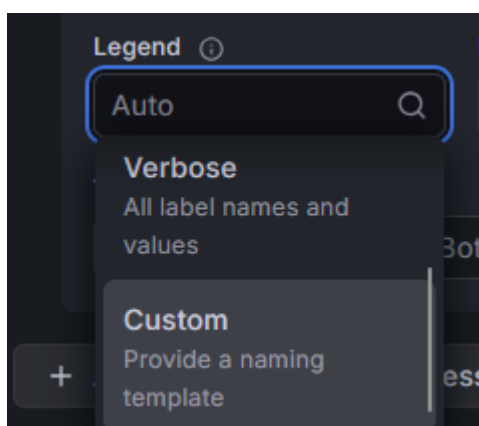 Legend
Auto
Verbose
All label names and
values
Custom
Provide a naming
template